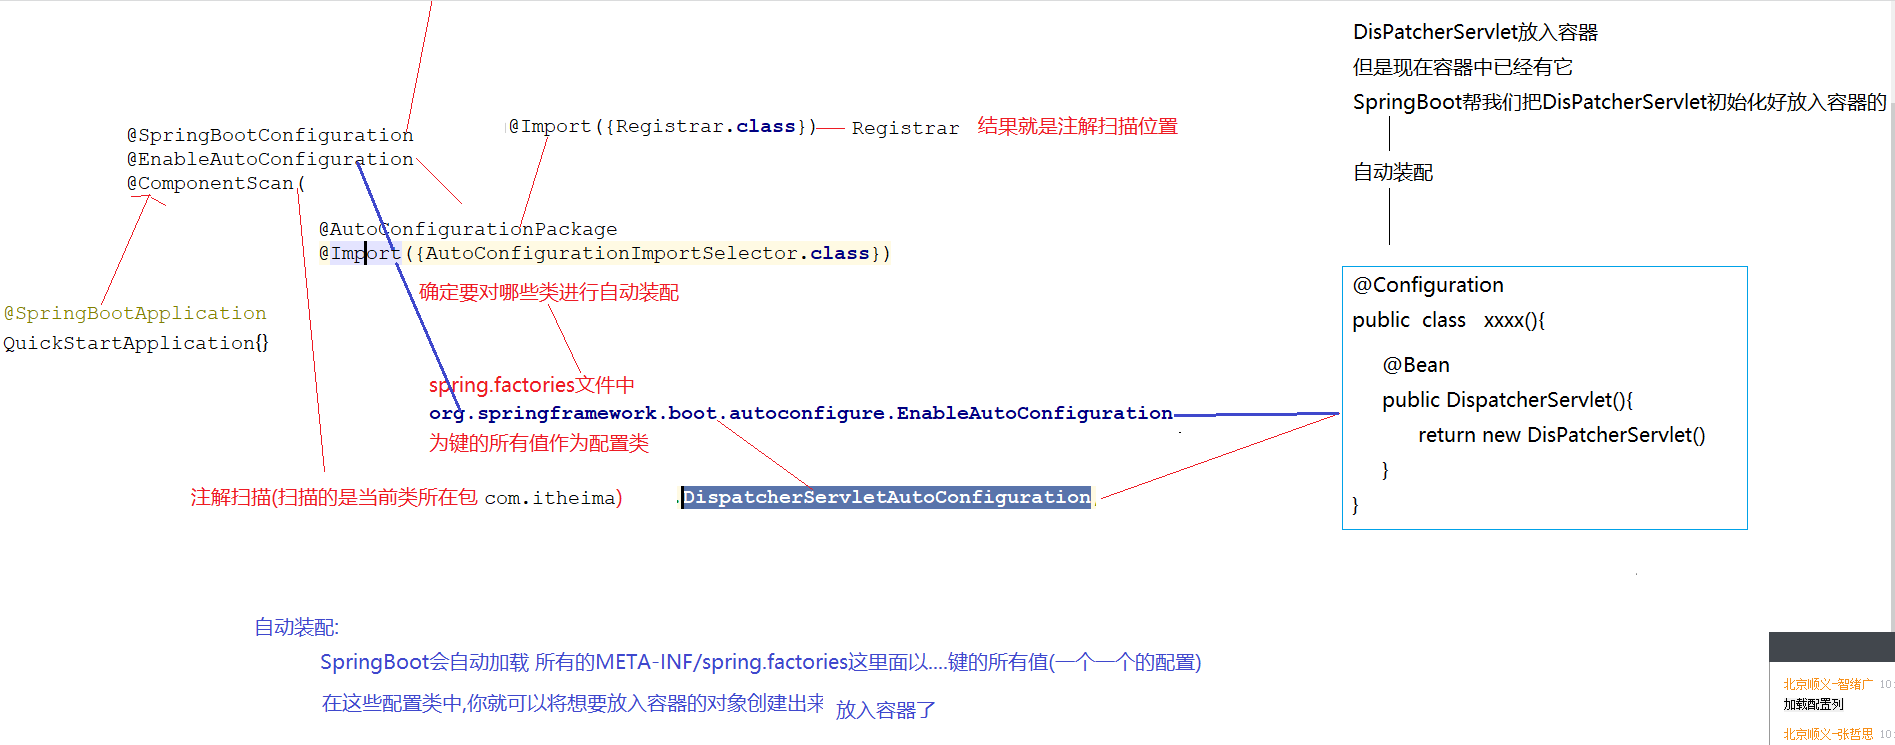 DisPatcherServlet放入容器
但是现在容器中已经有它
SpringBoot帮我们把DisPatcherServlet初始化好放入容器的
自动装配
@SpringBootConfiguration
@EnableAutoConfiguration
@ComponentScan(
@Import({Registrar.class}) Registrar 结果就是注解扫描位置
@AutoConfigurationPackage
@Import({AutoConfigurationImportSelector.class})
确定要对哪些类进行自动装配
@SpringBootApplication
QuickStartApplication{}
spring.factories文件中
org.springframework.boot.autoconfigure.EnableAutoConfiguration
为键的所有值作为配置类
注解扫描(扫描的是当前类所在包 com.itheima)
DispatcherServletAutoConfiguration
@Configuration
public class xxxx(){
@Bean
public DispatcherServlet(){
return new DisPatcherServlet()
}
}
自动装配:
SpringBoot会自动加载 所有的META-INF/spring.factories这里面以....键的所有值(一个一个的配置)
在这些配置类中,你就可以将想要放入容器的对象创建出来 放入容器了
北京顺义-智绪广 10:
加载配置列
北京顺义-张哲思 10: